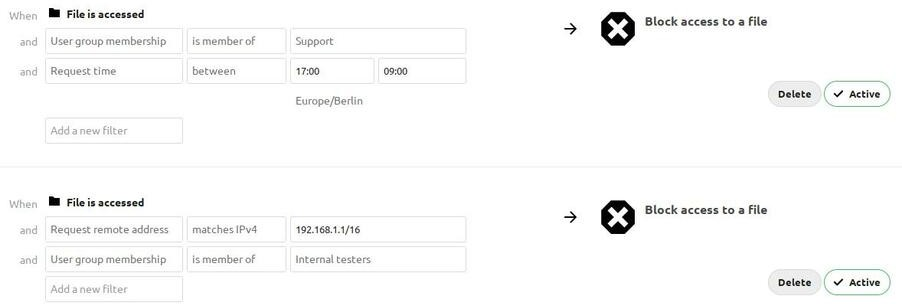 When File is accessed
and User group membership is member of Support
and Request time between 17:00 09:00
Europe/Berlin
Add a new filter
Block access to a file
Delete Active
When File is accessed
and Request remote address matches IPv4 192.168.1.1/16
and User group membership is member of Internal testers
Add a new filter
Block access to a file
Delete Active